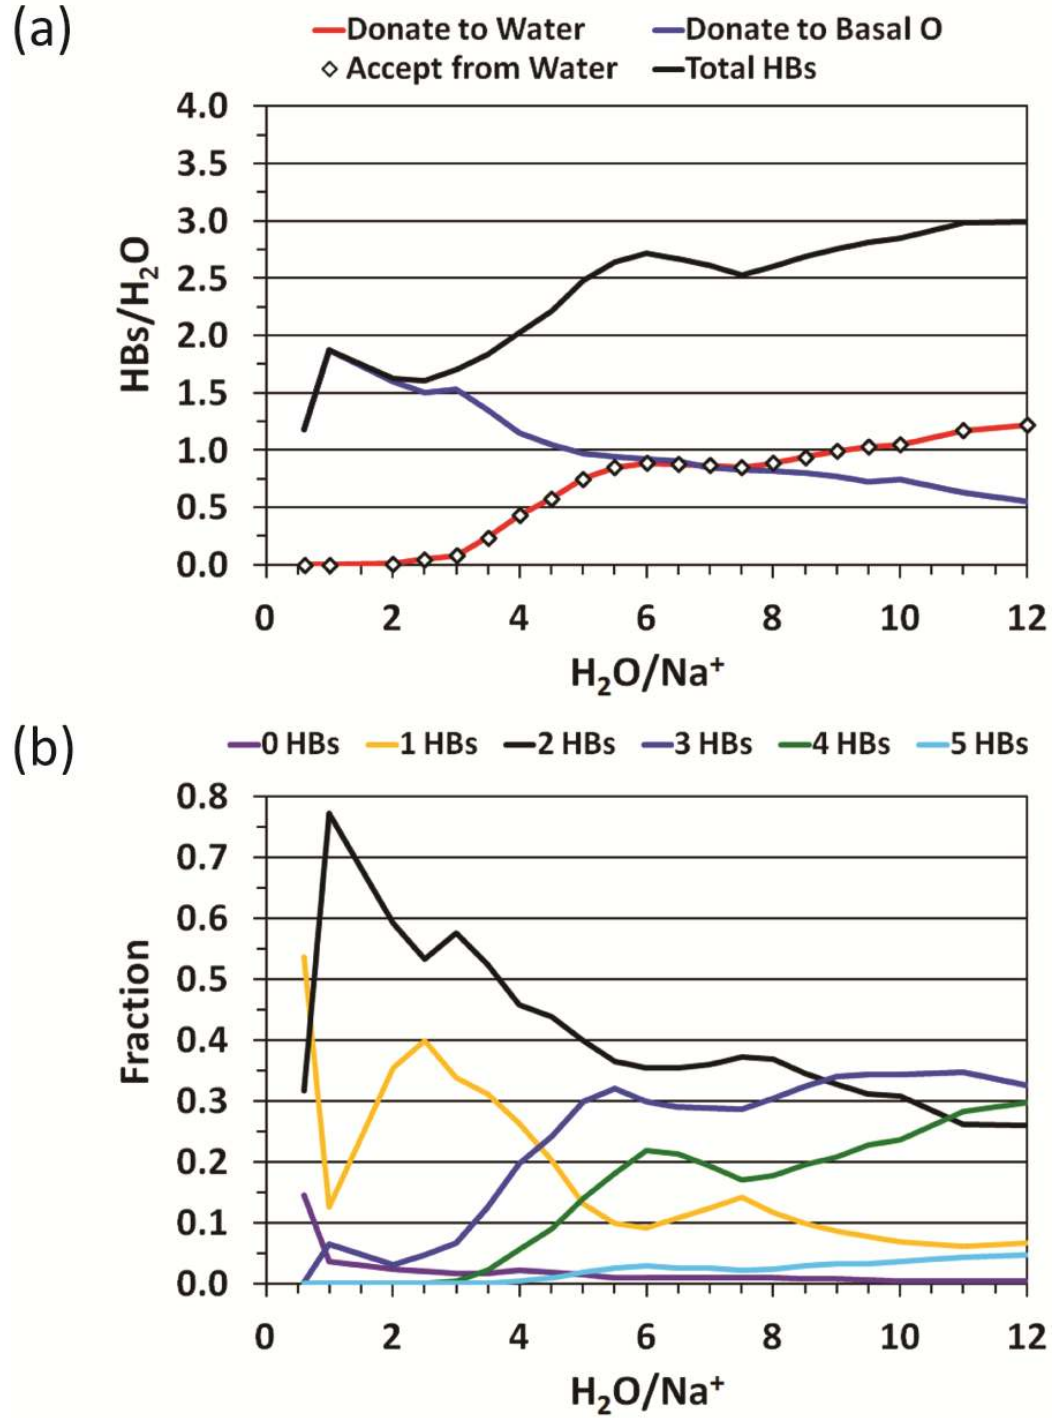 (a)
Donate to Water
Donate to Basal O
Accept from Water
Total HBs
4.0
3.5
3.0
2.5
2.0
1.5
1.0
0.5
0.0
HBs/H₂O
0 2 4 6 8 10 12
H₂O/Na⁺
(b)
0 HBs 1 HBs 2 HBs 3 HBs 4 HBs 5 HBs
0.8
0.7
0.6
0.5
0.4
0.3
0.2
0.1
0.0
Fraction
0 2 4 6 8 10 12
H₂O/Na⁺